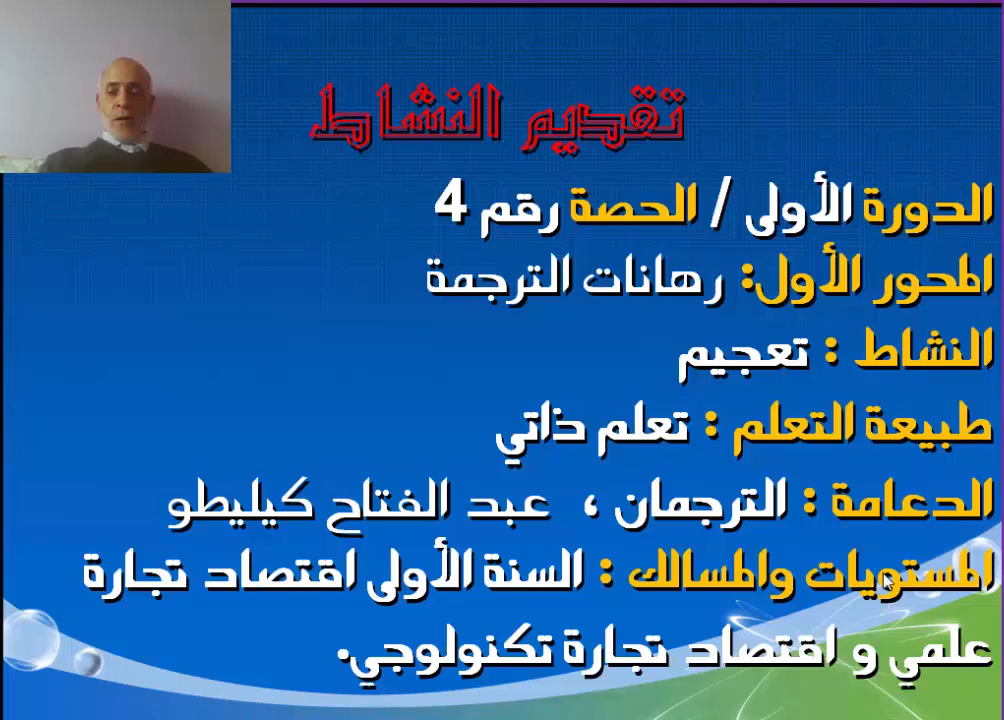 تقديم النشاط
الدورة الأولى / الحصة رقم 4
المحور الأول: رهانات الترجمة
النشاط : تعجيم
طبيعة التعلم : تعلم ذاتي
الدعامة : الترجمان ، عبد الفتاح كيليطو
المستويات والمسالك : السنة الأولى اقتصاد تجارة
علمي و اقتصاد تجارة تكنولوجي.